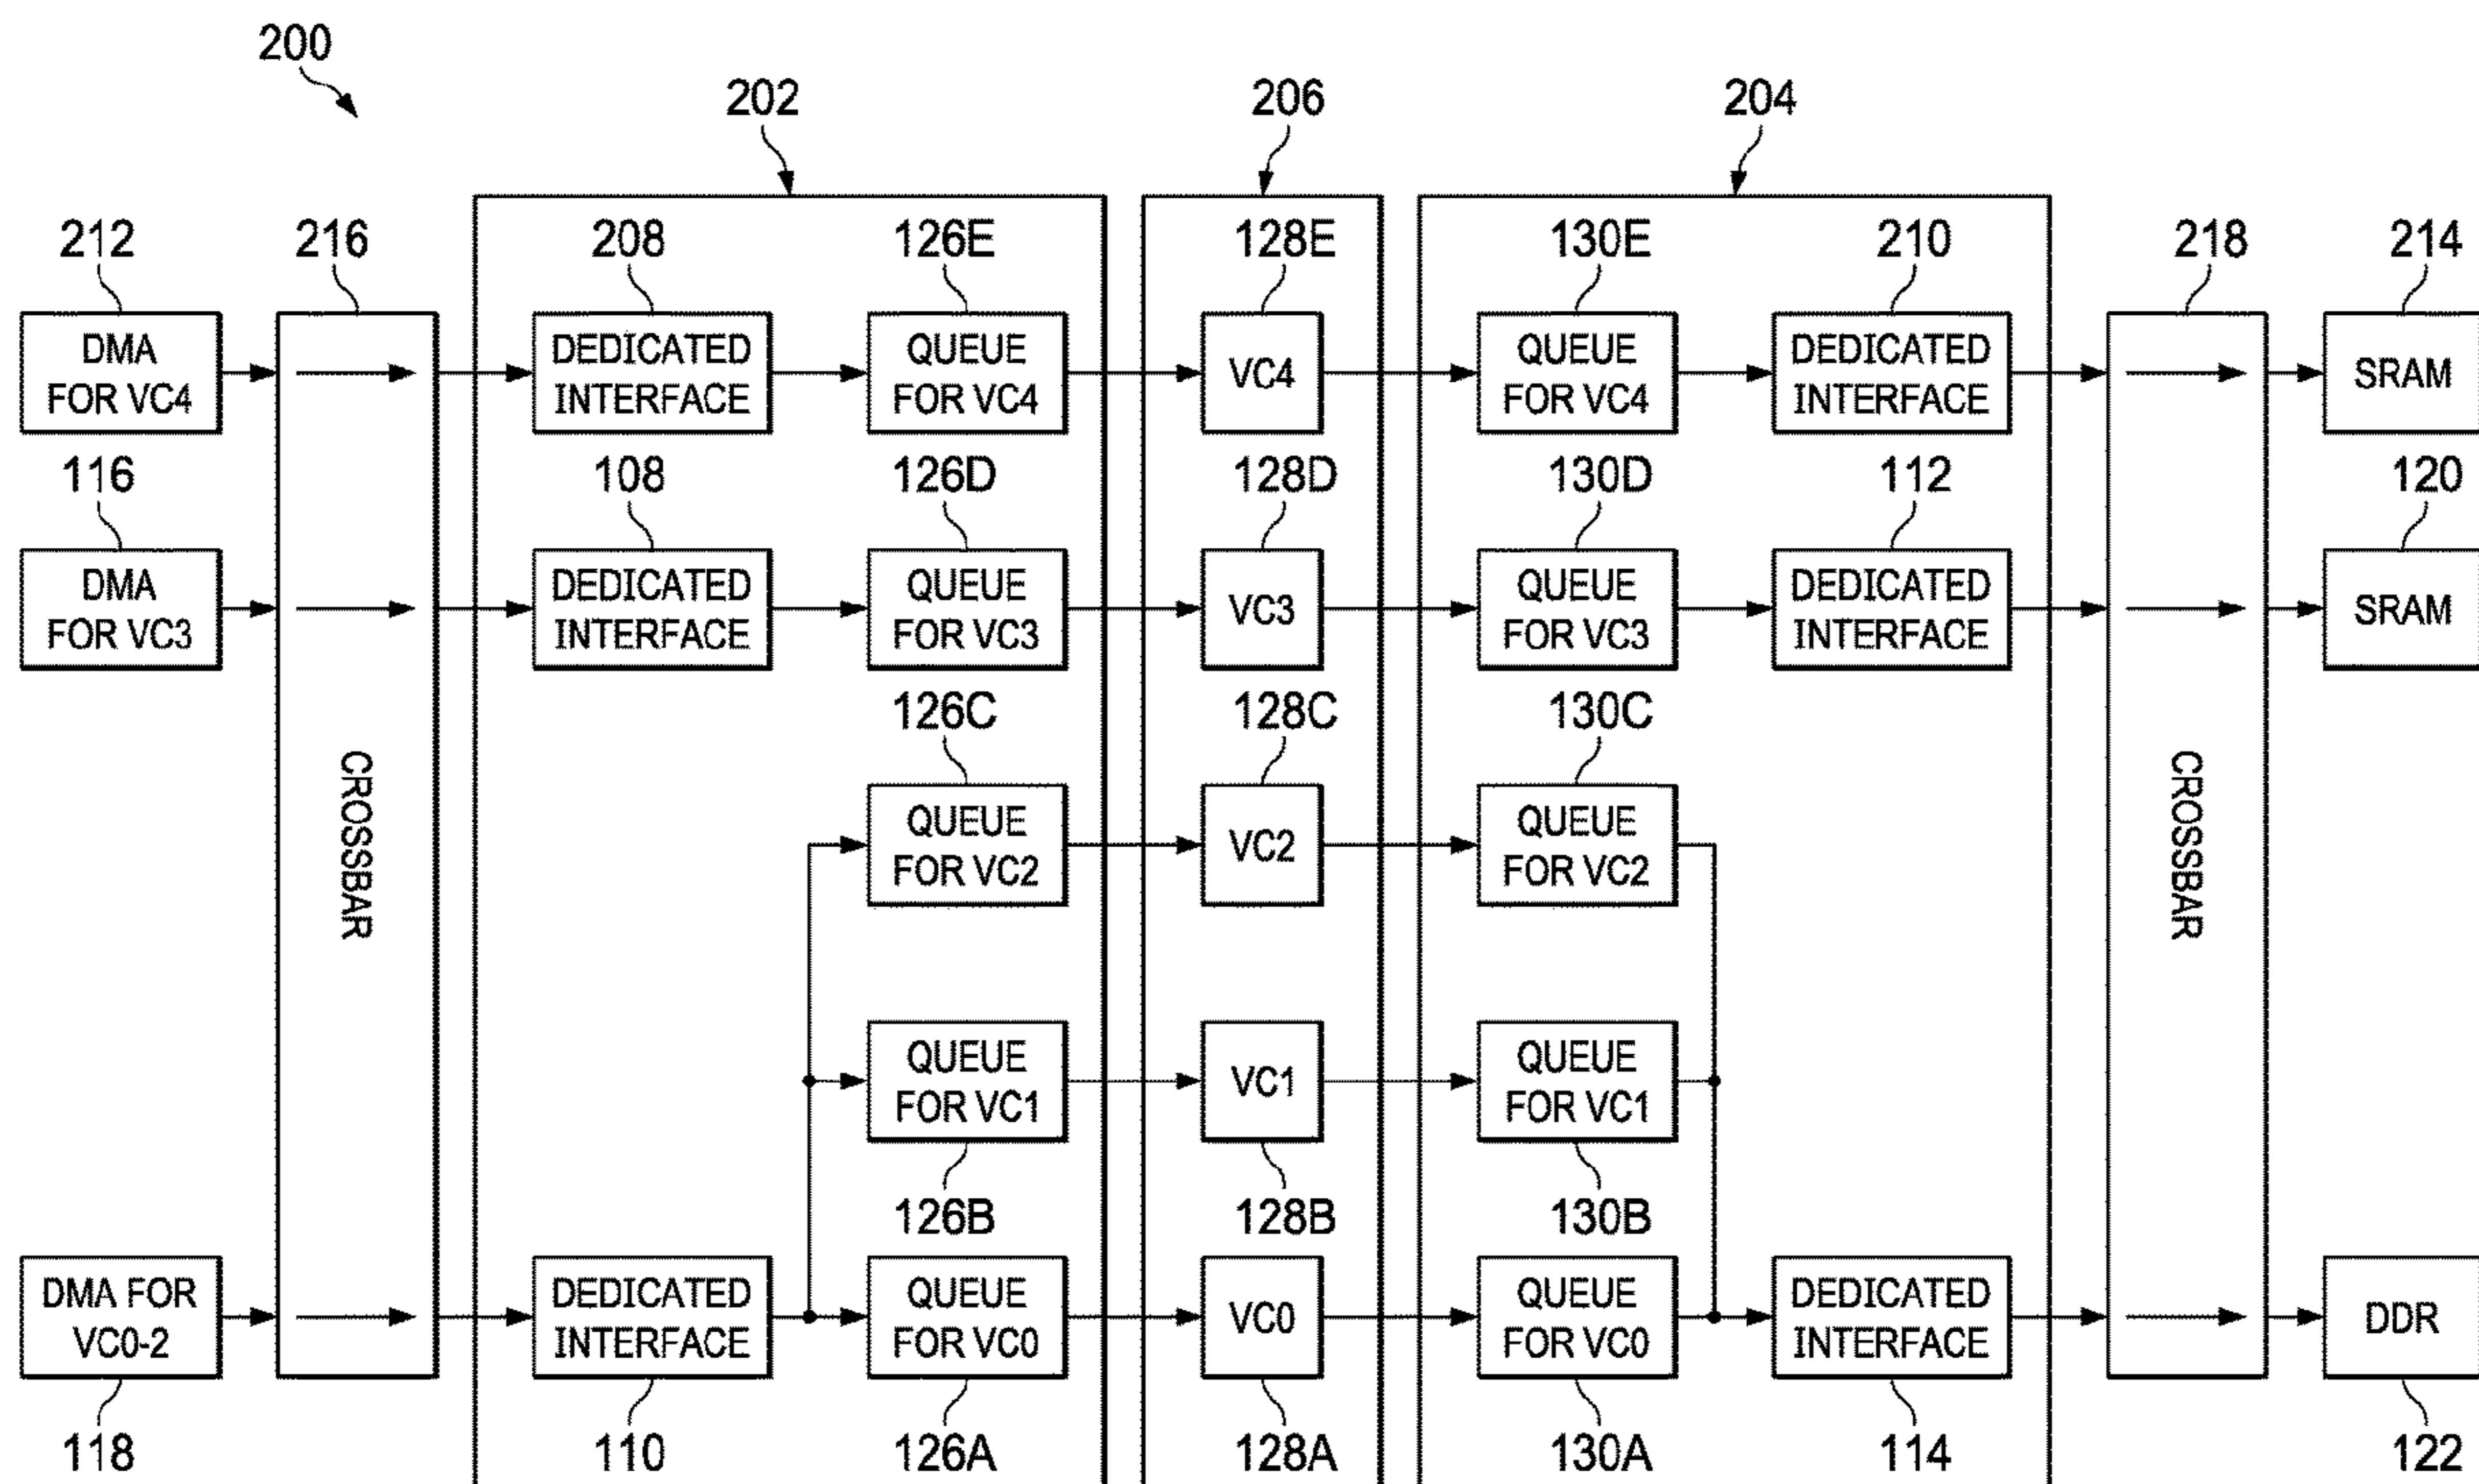 200
202
206
204
212
216
208
126E
128E
130E
210
218
214
DMA
FOR VC4
DEDICATED
INTERFACE
QUEUE
FOR VC4
VC4
QUEUE
FOR VC4
DEDICATED
INTERFACE
SRAM
116
108
126D
128D
130D
112
120
DMA
FOR VC3
DEDICATED
INTERFACE
QUEUE
FOR VC3
VC3
QUEUE
FOR VC3
DEDICATED
INTERFACE
SRAM
126C
128C
130C
CROSSBAR
QUEUE
FOR VC2
VC2
QUEUE
FOR VC2
CROSSBAR
QUEUE
FOR VC1
VC1
QUEUE
FOR VC1
126B
128B
130B
DMA FOR
VC0-2
DEDICATED
INTERFACE
QUEUE
FOR VC0
VC0
QUEUE
FOR VC0
DEDICATED
INTERFACE
DDR
118
110
126A
128A
130A
114
122